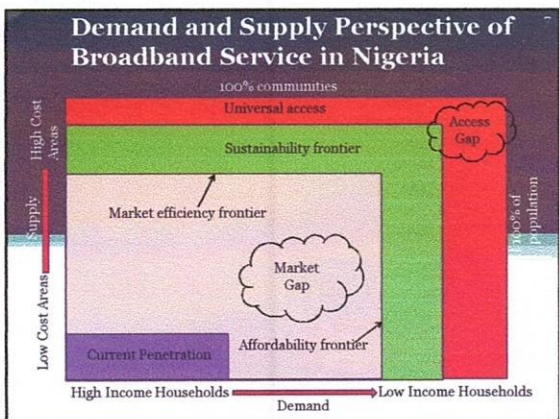 Demand and Supply Perspective of
Broadband Service in Nigeria
100% communities
Universal access
Access
Gap
Sustainability frontier
High Cost
Areas
Market efficiency frontier
Supply
100% of
population
Market
Gap
Low Cost Areas
Affordability frontier
Current Penetration
High Income Households
Low Income Households
Demand